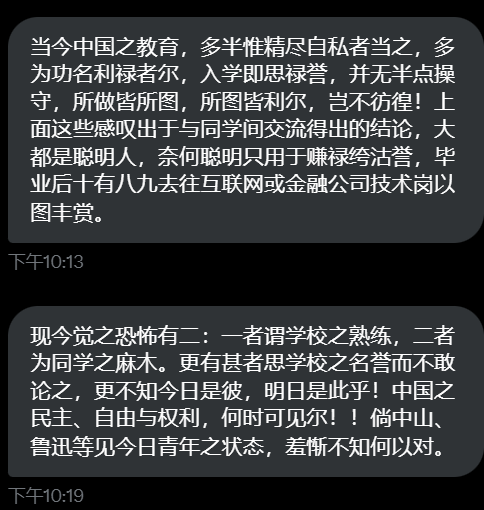 当今中国之教育，多半惟精尽自私者当之，多
为功名利禄者尔，入学即思禄誉，并无半点操
守，所做皆所图，所图皆利尔，岂不彷徨！上
面这些感叹出于与同学间交流得出的结论，大
都是聪明人，奈何聪明只用于赚禄绔沽誉，毕
业后十有八九去往互联网或金融公司技术岗以
图丰赏。
下午10:13
现今觉之恐怖有二：一者谓学校之熟练，二者
为同学之麻木。更有甚者思学校之名誉而不敢
论之，更不知今日是彼，明日是此乎！中国之
民主、自由与权利，何时可见尔！！倘中山、
鲁迅等见今日青年之状态，羞惭不知何以对。
下午10:19